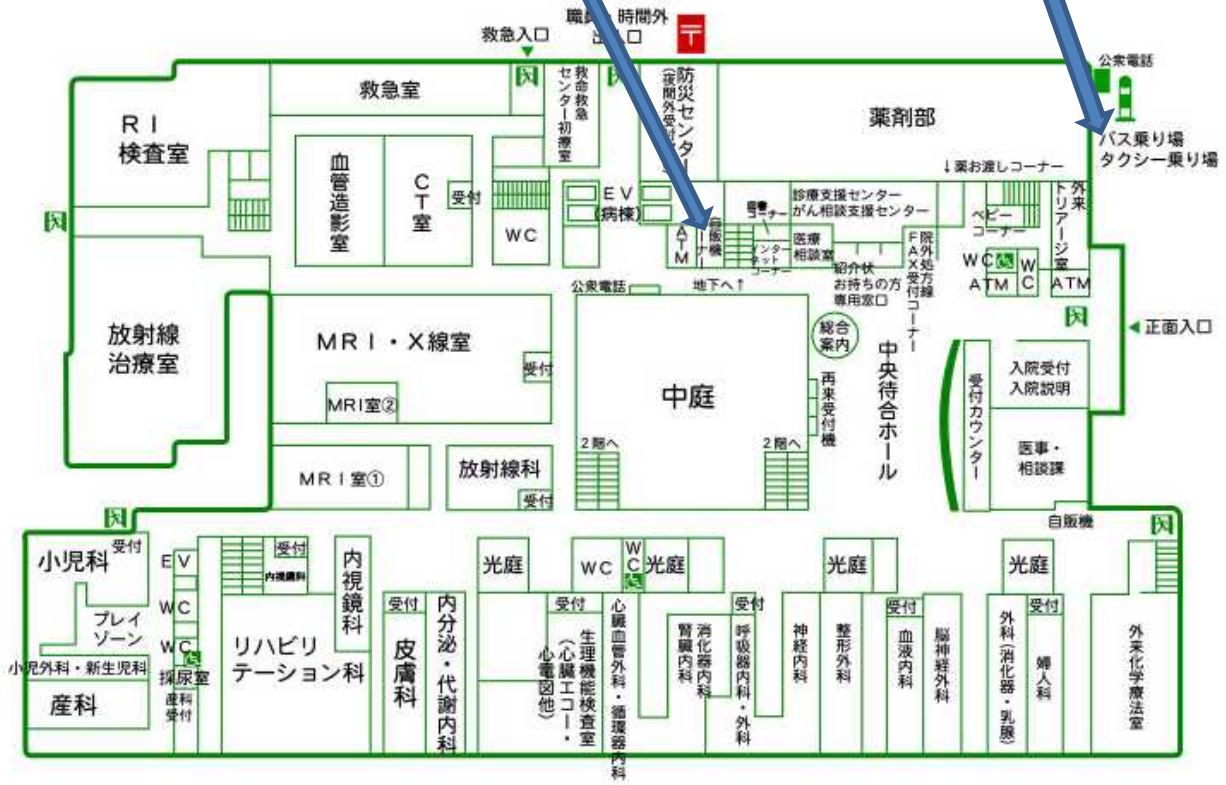 職員・時間外
出入口
〒
救急入口
公衆電話
バス乗り場
タクシー乗り場
RI
検査室
救急室
救命救急
センター初療室
防災センター
(夜間外受付)
薬剤部
↓薬お渡しコーナー
血管造影室
CT室
受付
WC
EV
(病棟)
ATM
自販機
コーナー
図書
コーナー
インター
ネット
コーナー
診療支援センター
がん相談支援センター
医療
相談室
紹介状
お持ちの方
専用窓口
院外処方箋
FAX受付コーナー
ベビー
コーナー
外来
トリアージ室
WC
WC
ATM
ATM
公衆電話
地下へ↑
放射線
治療室
MRI・X線室
受付
MRI室②
中庭
総合
案内
再来受付機
中央待合ホール
受付カウンター
入院受付
入院説明
正面入口
医事・
相談課
自販機
MRI室①
放射線科
受付
2階へ
2階へ
小児科
受付
プレイ
ゾーン
小児外科・新生児科
産科
EV
WC
WC
採尿室
産科
受付
受付
内視鏡科
リハビリ
テーション科
内視鏡科
受付
皮膚科
内分泌・代謝内科
光庭
WC
WC
光庭
受付
生理機能検査室
(心臓エコー・
心電図他)
心臓血管外科・循環器内科
消化器内科
腎臓内科
受付
呼吸器内科・外科
神経内科
光庭
整形外科
受付
血液内科
脳神経外科
光庭
外科(消化器・乳腺)
受付
婦人科
外来化学療法室